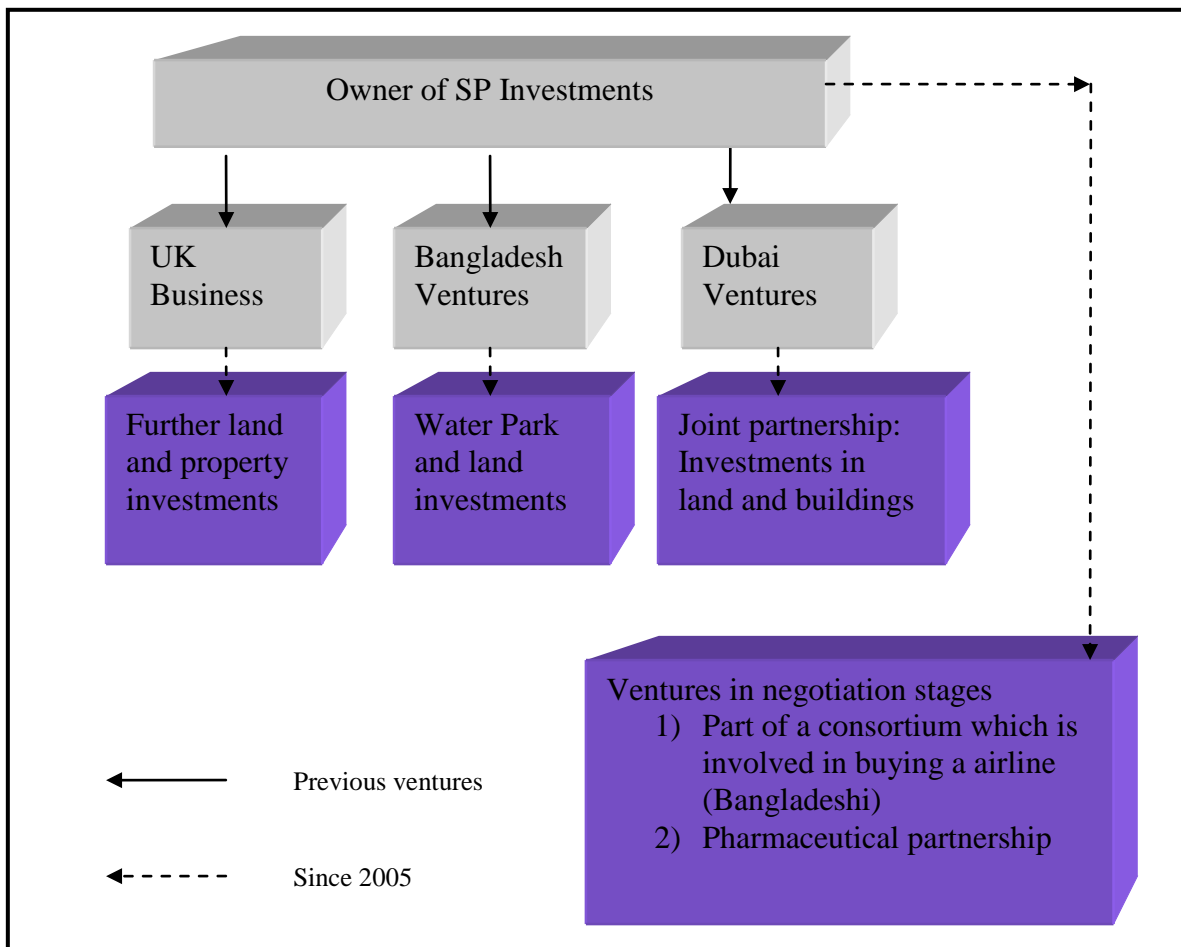 Owner of SP Investments
UK
Business
Bangladesh
Ventures
Dubai
Ventures
Further land
and property
investments
Water Park
and land
investments
Joint partnership:
Investments in
land and buildings
Ventures in negotiation stages
1) Part of a consortium which is
involved in buying a airline
(Bangladeshi)
2) Pharmaceutical partnership
Previous ventures
Since 2005